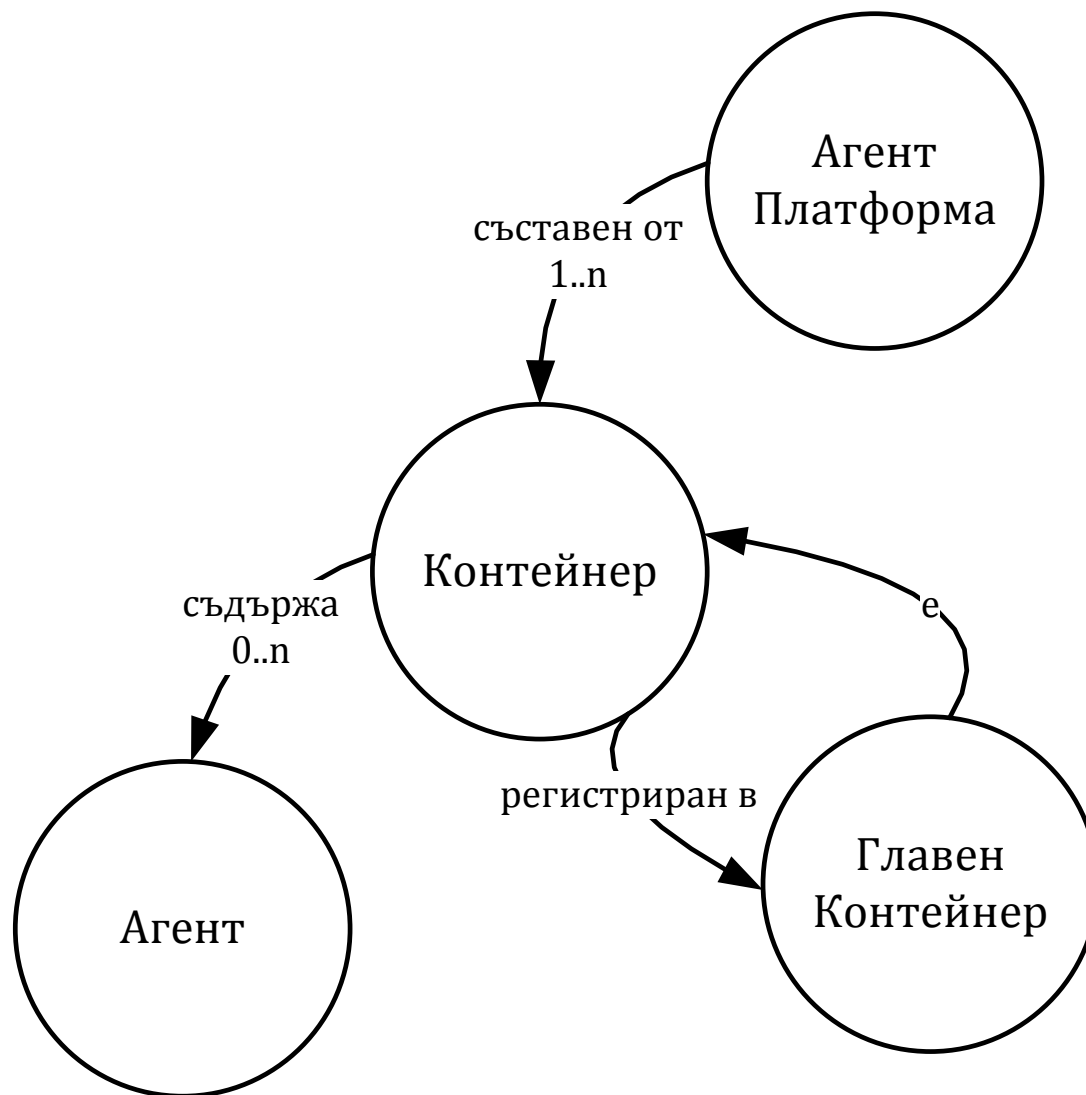 Агент
Платформа
съставен от
1..n
Контейнер
съдържа
0..n
е
регистриран в
Главен
Контейнер
Агент